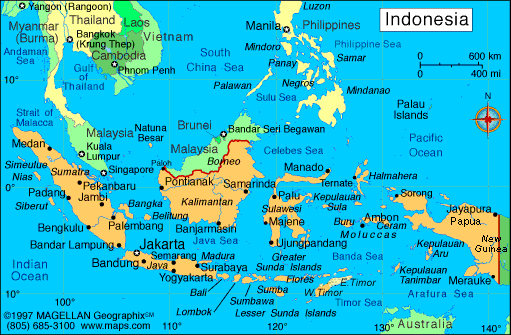 Yangon (Rangoon)
Luzon
Indonesia
Thailand
Laos
Manila
Philippines
Myanmar
(Burma)
Vietnam
Bangkok
(Krung Thep)
Mindoro
Philippine Sea
Andaman
Sea
Cambodia
South
China Sea
Panay
Samar
600 km
400 mi
Gulf
of
Thailand
Phnom Penh
10°
Palawan
Negros
Mindanao
Sulu Sea
Palau
Islands
Strait of
Malacca
Natuna
Besar
Brunei
Bandar Seri Begawan
Pacific
Ocean
Malaysia
Medan
Kuala
Lumpur
Malaysia
Celebes Sea
Simeulue
Nias
Sumatra
Singapore
Paloh
Borneo
Manado
Halmahera
0°
Pekanbaru
Pontianak
Samarinda
Ternate
Sorong
Padang
Siberut
Jambi
Bangka
Kalimantan
Palu
Kepulauan
Sula
Jayapura
Papua
Belitung
Sulawesi
Buru
Ambon
Ceram
New
Guinea
Bengkulu
Palembang
Banjarmasin
Majene
Moluccas
Bandar Lampung
Java Sea
Ujungpandang
Kepulauan
Aru
Jakarta
Banda Sea
Indian
Ocean
Bandung
Semarang
Madura
Greater
Sunda Islands
Kepulauan
Tanimbar
Merauke
Java
Surabaya
Flores
E Timor
Yogyakarta
Bali
Sumba
W. Timor
Arafura Sea
100°
110°
Lombok
Sumbawa
Timor Sea
Lesser Sunda Islands
120°
130°
140°
©1997 MAGELLAN Geographix℠
(805) 685-3100 www.maps.com
Australia